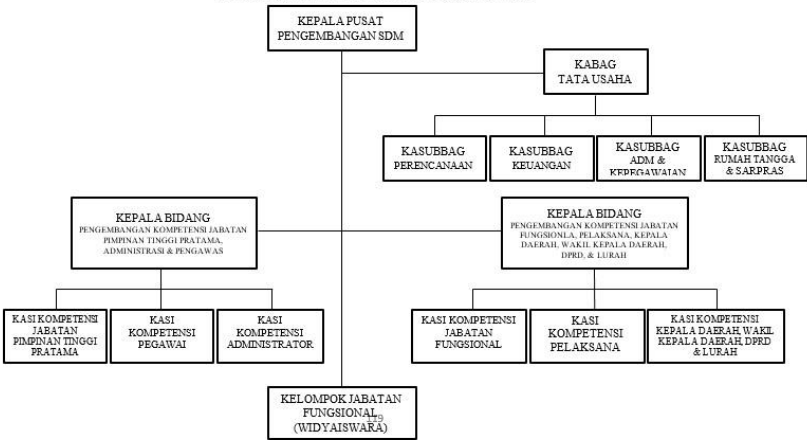 KEPALA PUSAT
PENGEMBANGAN SDM
KABAG
TATA USAHA
KASUBBAG
PERENCANAAN
KASUBBAG
KEUANGAN
KASUBBAG
ADM &
KEPEGAWAIAN
KASUBBAG
RUMAH TANGGA
& SARPRAS
KEPALA BIDANG
PENGEMBANGAN KOMPETENSI JABATAN
PIMPINAN TINGGI PRATAMA,
ADMINISTRASI & PENGAWAS
KEPALA BIDANG
PENGEMBANGAN KOMPETENSI JABATAN
FUNGSIONLA, PELAKSANA, KEPALA
DAERAH, WAKIL KEPALA DAERAH,
DPRD, & LURAH
KASI KOMPETENSI
JABATAN
PIMPINAN TINGGI
PRATAMA
KASI
KOMPETENSI
PEGAWAI
KASI
KOMPETENSI
ADMINISTRATOR
KASI KOMPETENSI
JABATAN
FUNGSIONAL
KASI
KOMPETENSI
PELAKSANA
KASI KOMPETENSI
KEPALA DAERAH, WAKIL
KEPALA DAERAH, DPRD
& LURAH
KELOMPOK JABATAN
FUNGSIONAL
119
(WIDYAISWARA)